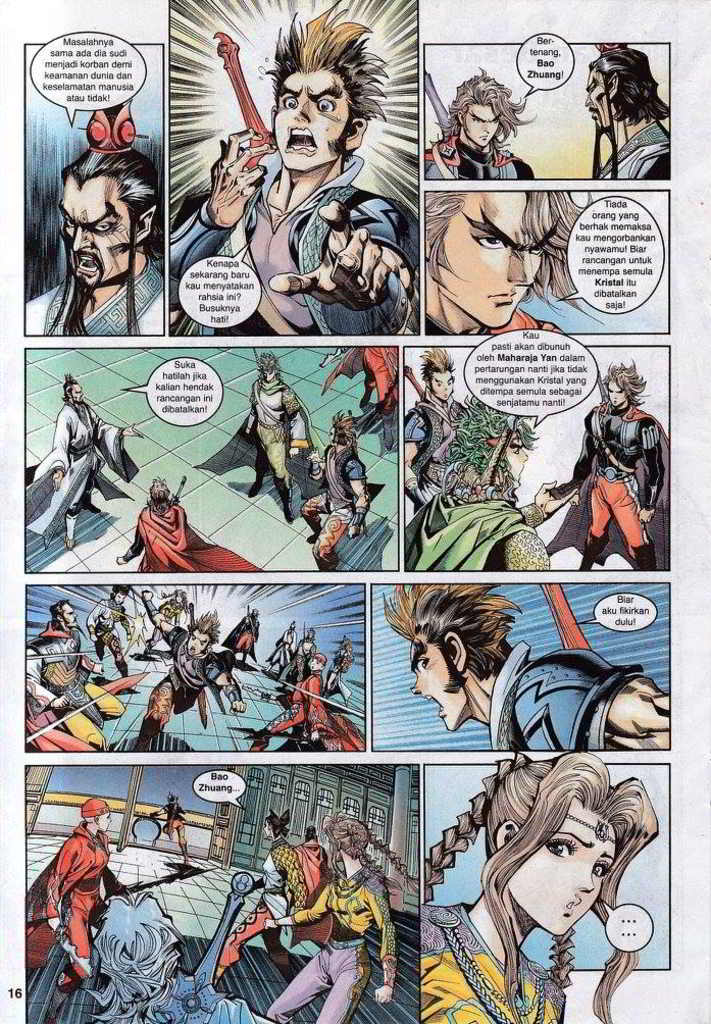 Masalahnya
sama ada dia sudi
menjadi korban demi
keamanan dunia dan
keselamatan manusia
atau tidak!
Kenapa
sekarang baru
kau menyatakan
rahsia ini?
Busuknya
hati!
Ber-
tenang,
Bao
Zhuang!
Tiada
orang yang
berhak memaksa
kau mengorbankan
nyawamu! Biar
rancangan untuk
menempa semula
Kristal itu
dibatalkan
saja!
Suka
hatilah jika
kalian hendak
rancangan itu
dibatalkan!
Kau
pasti akan dibunuh
oleh Maharaja Yan dalam
pertarungan nanti jika tidak
menggunakan Kristal yang
ditempa semula sebagai
senjatamu nanti!
Biar
aku fikirkan
dulu!
Bao
Zhuang...
...
...
16